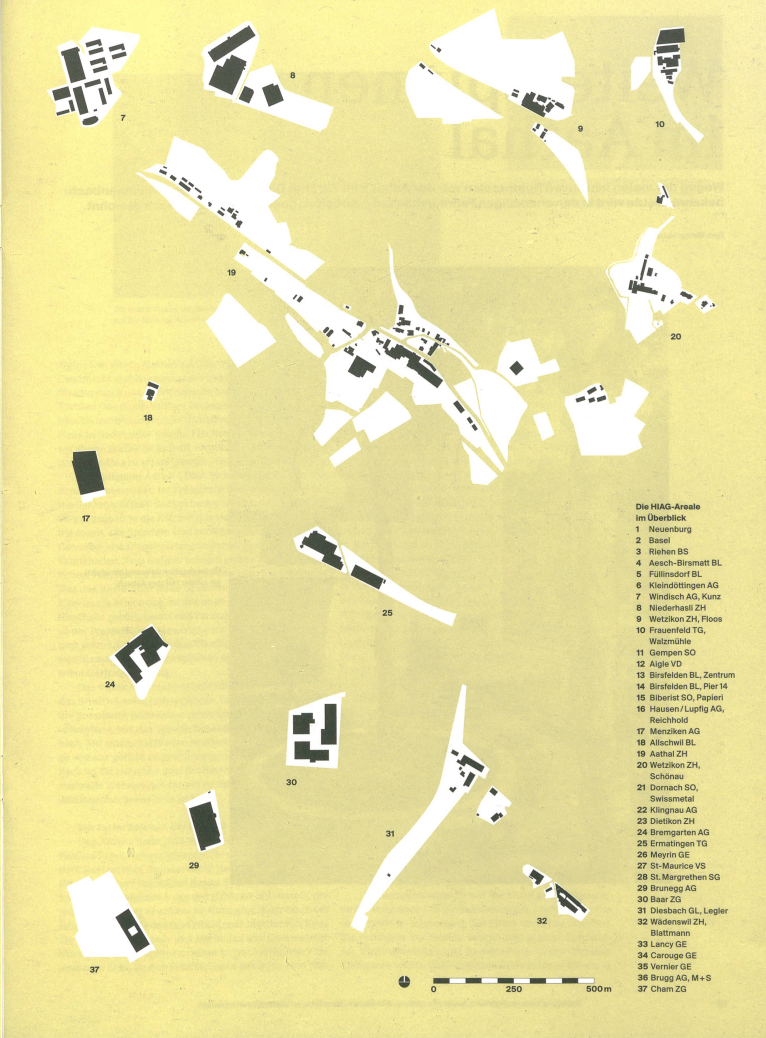 7
8
9
10
19
20
18
17
25
24
30
31
29
32
37
0 250 500 m
Die HIAG-Areale
im Überblick
1 Neuenburg
2 Basel
3 Riehen BS
4 Aesch-Birsmatt BL
5 Füllinsdorf BL
6 Kleindöttingen AG
7 Windisch AG, Kunz
8 Niederhasli ZH
9 Wetzikon ZH, Floos
10 Frauenfeld TG,
Walzmühle
11 Gempen SO
12 Aigle VD
13 Birsfelden BL, Zentrum
14 Birsfelden BL, Pier 14
15 Biberist SO, Papieri
16 Hausen / Lupfig AG,
Reichhold
17 Menziken AG
18 Allschwil BL
19 Aathal ZH
20 Wetzikon ZH,
Schönau
21 Dornach SO,
Swissmetal
22 Klingnau AG
23 Dietikon ZH
24 Bremgarten AG
25 Ermatingen TG
26 Meyrin GE
27 St-Maurice VS
28 St. Margrethen SG
29 Brunegg AG
30 Baar ZG
31 Diesbach GL, Legler
32 Wädenswil ZH,
Blattmann
33 Lancy GE
34 Carouge GE
35 Vernier GE
36 Brugg AG, M+S
37 Cham ZG